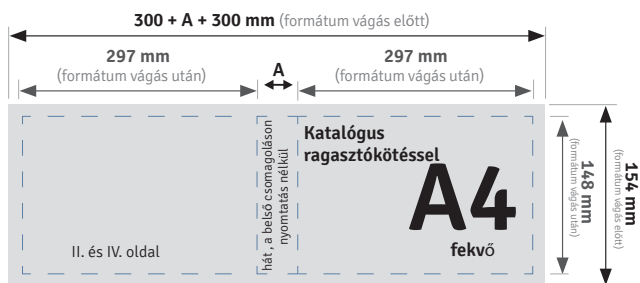 300 + A + 300 mm (formátum vágás előtt)
297 mm
(formátum vágás után)
A
297 mm
(formátum vágás után)
hát , a belső csomagoláson
nyomtatás nélkül
Katalógus
ragasztókötéssel
A4
fekvő
II. és IV. oldal
148 mm
(formátum vágás után)
154 mm
(formátum vágás előtt)